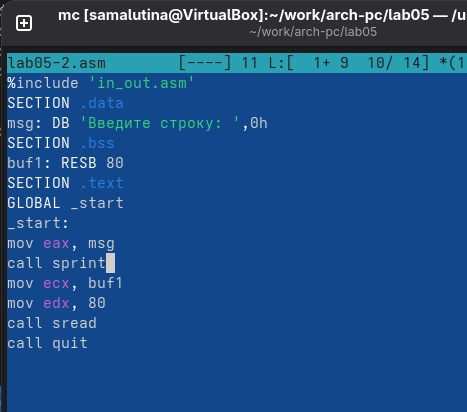 mc [samalutina@VirtualBox]:~/work/arch-pc/lab05 — /u
~/work/arch-pc/lab05
lab05-2.asm [----] 11 L:[ 1+ 9 10/ 14] *(1
%include 'in_out.asm'
SECTION .data
msg: DB 'Введите строку: ',0h
SECTION .bss
buf1: RESB 80
SECTION .text
GLOBAL _start
_start:
mov eax, msg
call sprint
mov ecx, buf1
mov edx, 80
call sread
call quit